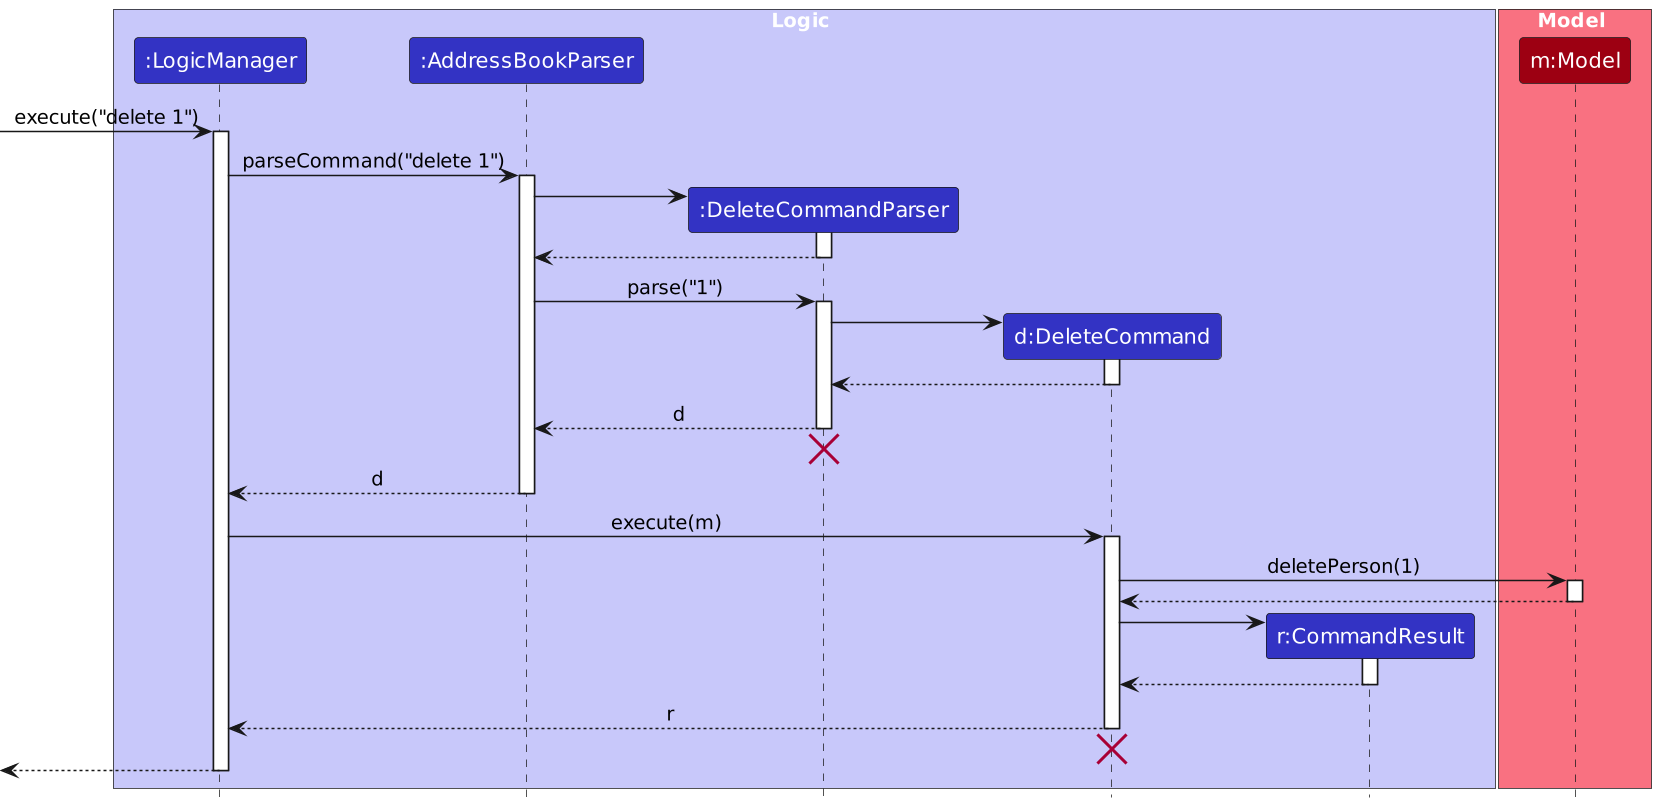 Logic
Model
:LogicManager
:AddressBookParser
m:Model
execute("delete 1")
parseCommand("delete 1")
:DeleteCommandParser
parse("1")
d:DeleteCommand
d
d
execute(m)
deletePerson(1)
r:CommandResult
r